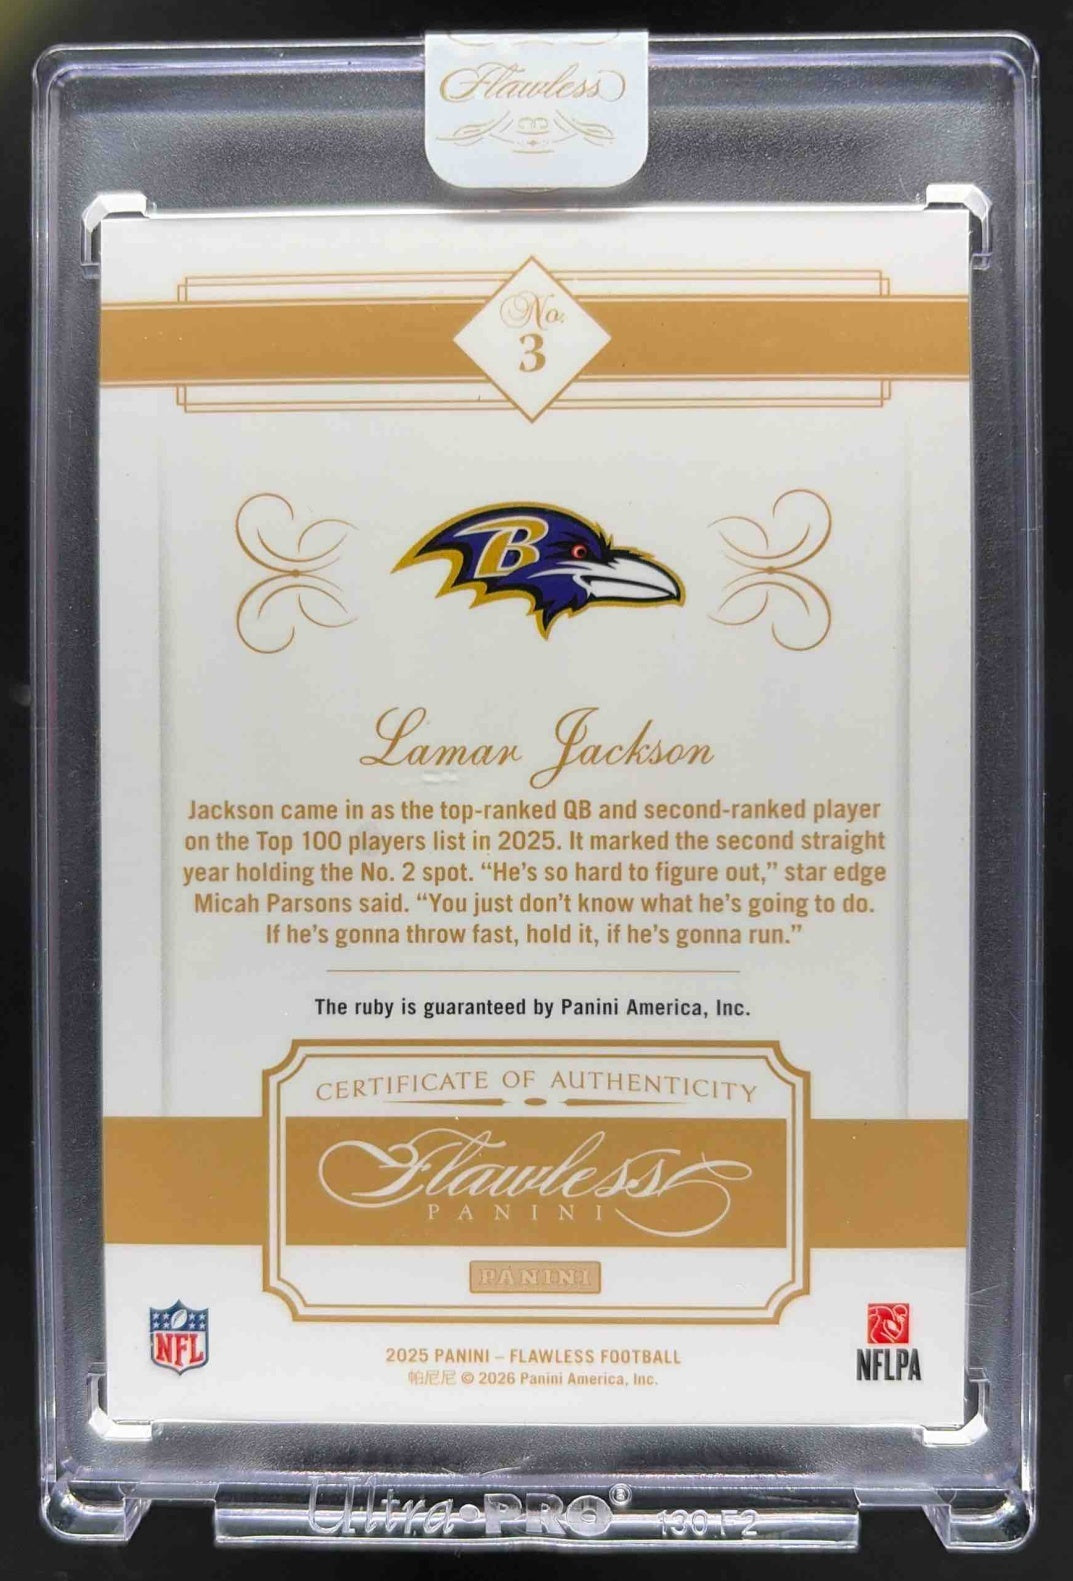 Flawless
No.
3
B
Lamar Jackson
Jackson came in as the top-ranked QB and second-ranked player
on the Top 100 players list in 2025. It marked the second straight
year holding the No. 2 spot. “He’s so hard to figure out,” star edge
Micah Parsons said. “You just don’t know what he’s going to do.
If he’s gonna throw fast, hold it, if he’s gonna run.”
The ruby is guaranteed by Panini America, Inc.
CERTIFICATE OF AUTHENTICITY
Flawless
PANINI
PANINI
NFL
NFLPA
2025 PANINI – FLAWLESS FOOTBALL
帕尼尼 © 2026 Panini America, Inc.
Ultra•PRO® 130 F2